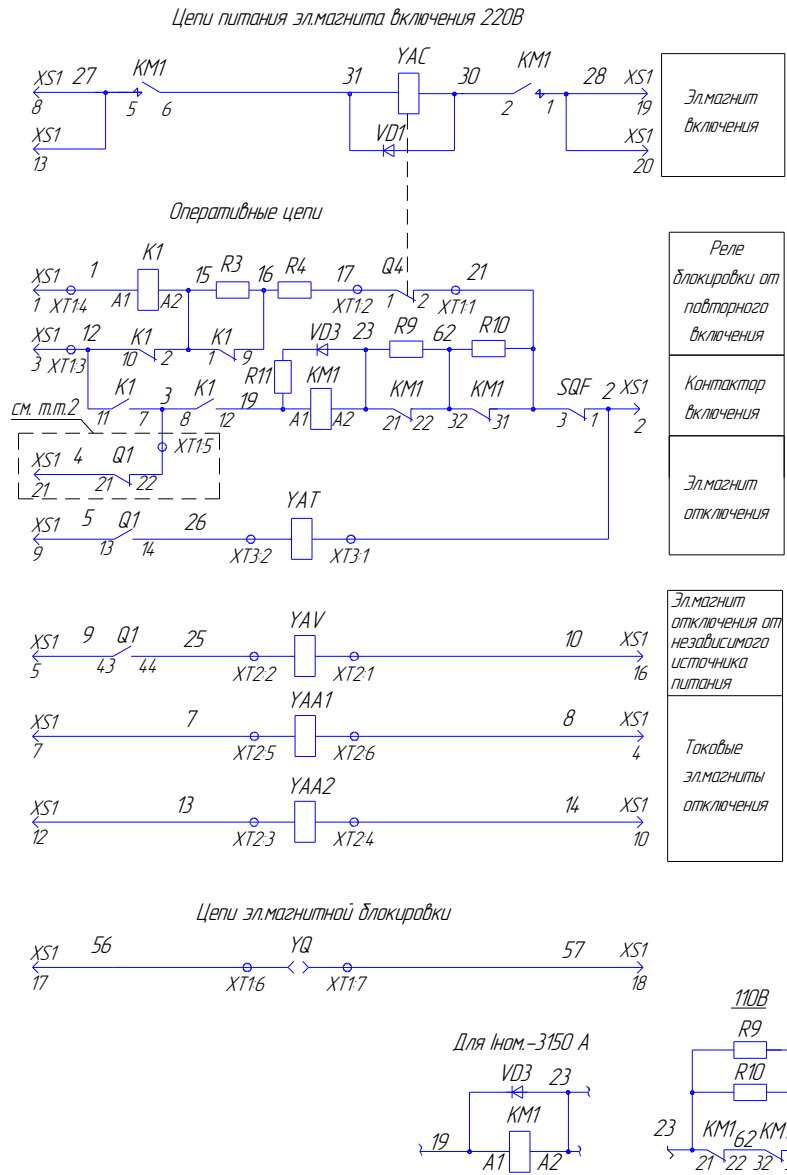 Цепи питания эл.магнита включения 220В
XS1 27 KM1 31 YAC 30 KM1 28 XS1
8 5 6 2 1 19
VD1
XS1 XS1
13 20
Эл.магнит
включения
Оперативные цепи
XS1 1 K1 15 R3 16 R4 17 Q4 21
1 XT1:4 A1 A2 XT1:2 1 2 XT1:1
Реле
блокировки от
повторного
включения
XS1 12 K1 K1 VD3 23 R9 62 R10
3 XT1:3 10 2 1 9
R11 KM1 KM1 KM1 SQF 2 XS1
K1 3 K1 19
11 7 8 12 A1 A2 21 22 32 31 3 1 2
Контактор
включения
см. т.т.2
XS1 4 Q1 XT1:5
21 21 22
Эл.магнит
отключения
XS1 5 Q1 26 YAT
9 13 14 XT3:2 XT3:1
Эл.магнит
отключения от
независимого
источника
питания
XS1 9 Q1 25 YAV 10 XS1
5 43 44 XT2:2 XT2:1 16
XS1 7 YAA1 8 XS1
7 XT2:5 XT2:6 4
Токовые
эл.магниты
отключения
XS1 13 YAA2 14 XS1
12 XT2:3 XT2:4 10
Цепи эл.магнитной блокировки
XS1 56 YQ 57 XS1
17 XT1:6 XT1:7 18
Для Iном.-3150 А
VD3 23
19 KM1
A1 A2
110В
R9
R10
23 KM1 62 KM
21 22 32